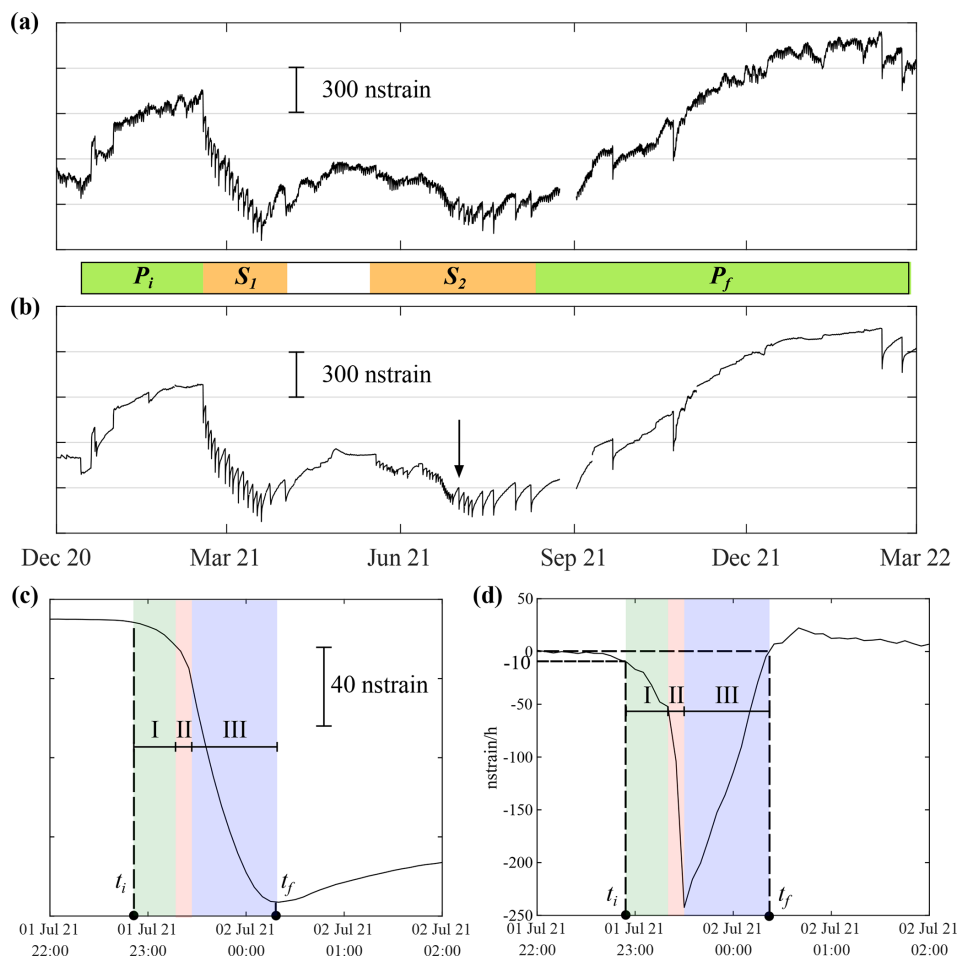 (a)
300 nstrain
P_i S_1 S_2 P_f
(b)
300 nstrain
Dec 20 Mar 21 Jun 21 Sep 21 Dec 21 Mar 22
(c)
40 nstrain
I II III
t_i t_f
01 Jul 21 01 Jul 21 02 Jul 21 02 Jul 21 02 Jul 21
22:00 23:00 00:00 01:00 02:00
(d)
50
0
-10
I II III
-50
nstrain/h
-100
-150
-200
t_i t_f
-250
01 Jul 21 01 Jul 21 02 Jul 21 02 Jul 21 02 Jul 21
22:00 23:00 00:00 01:00 02:00